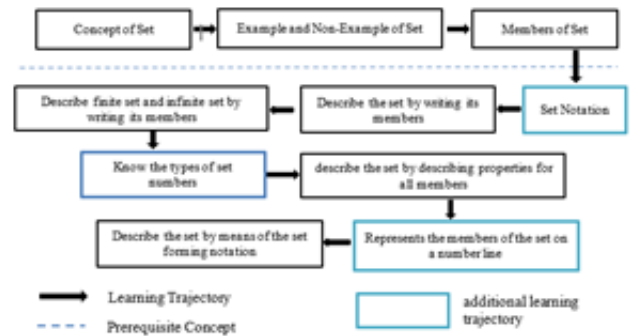 Concept of Set
Example and Non-Example of Set
Members of Set
Describe finite set and infinite set by
writing its members
Describe the set by writing its
members
Set Notation
Know the types of set
numbers
describe the set by describing properties for
all members
Describe the set by means of the set
forming notation
Represents the members of the set on
a number line
Learning Trajectory
Prerequisite Concept
additional learning
trajectory